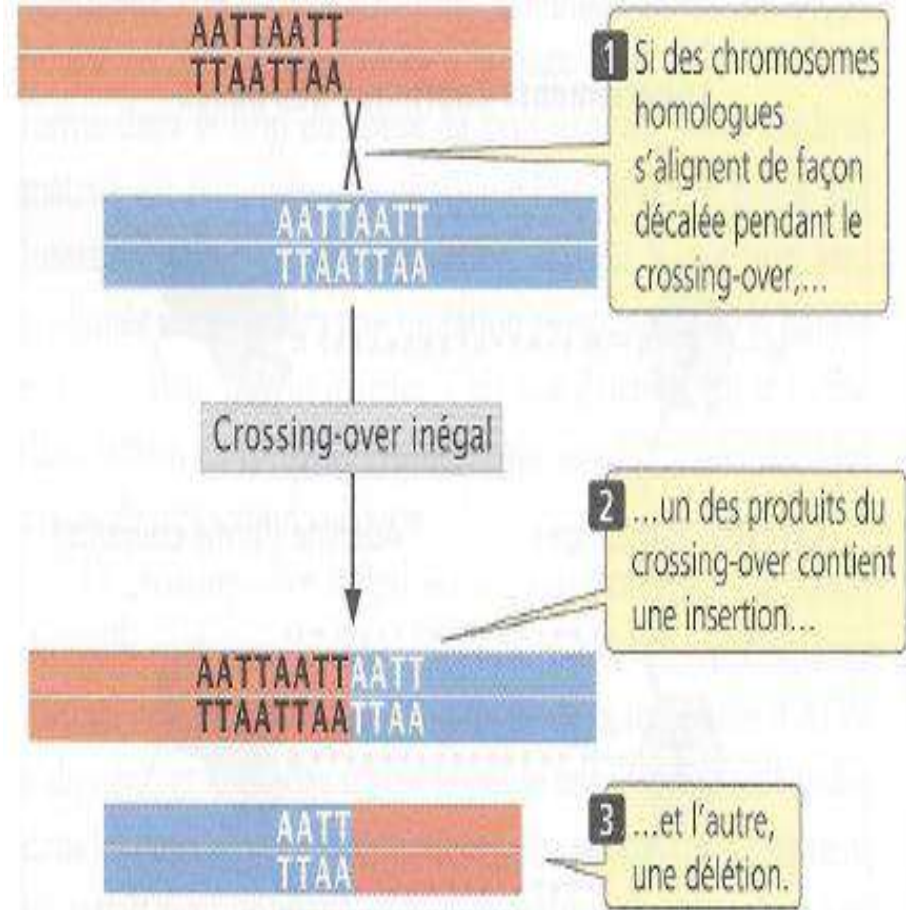 AATTAATT
TTAATTAA
1 Si des chromosomes
homologues
s'alignent de façon
décalée pendant le
crossing-over,...
AATTAATT
TTAATTAA
Crossing-over inégal
2 ...un des produits du
crossing-over contient
une insertion...
AATTAATTAATT
TTAATTAATTAA
3 ...et l'autre,
une délétion.
AATT
TTAA